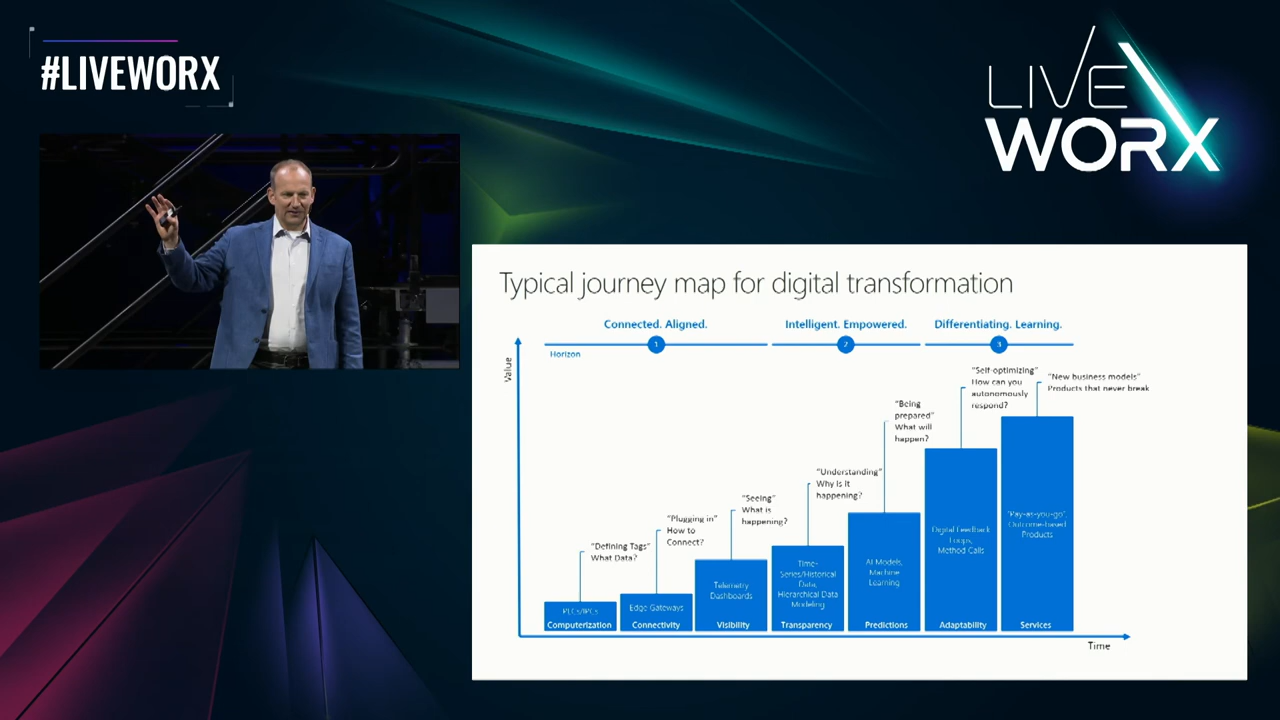 #LIVEWORX
LIVE
WORX
Typical journey map for digital transformation
Connected. Aligned.
Intelligent. Empowered.
Differentiating. Learning.
1
2
3
Horizon
Value
"Defining Tags"
What Data?
"Plugging in"
How to
Connect?
"Seeing"
What is
happening?
"Understanding"
Why is it
happening?
"Being
prepared"
What will
happen?
"Self-optimizing"
How can you
autonomously
respond?
"New business models"
Products that never break
Computerization
Edge Gateways
Connectivity
Telemetry
Dashboards
Visibility
Time-
Series/Historical
Data,
Hierarchical Data
Modeling
Transparency
AI Models,
Machine
Learning
Predictions
Digital Feedback
Loops,
Method Calls
Adaptability
"Pay-as-you-go",
Outcome-based
Products
Services
Time